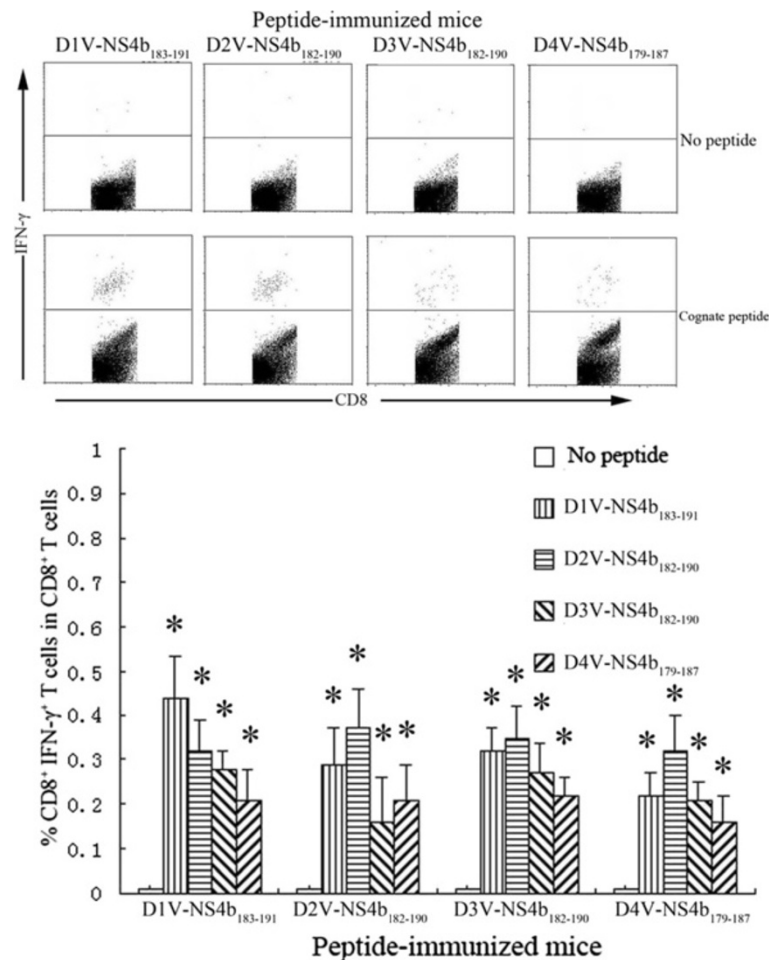 Peptide-immunized mice
D1V-NS4b183-191 D2V-NS4b182-190 D3V-NS4b182-190 D4V-NS4b179-187
No peptide
IFN-γ
Cognate peptide
CD8
% CD8+ IFN-γ+ T cells in CD8+ T cells
1
0.9
0.8
0.7
0.6
0.5
0.4
0.3
0.2
0.1
0
No peptide
D1V-NS4b183-191
D2V-NS4b182-190
D3V-NS4b182-190
D4V-NS4b179-187
* * * *
* * * *
* * * *
* * * *
D1V-NS4b183-191 D2V-NS4b182-190 D3V-NS4b182-190 D4V-NS4b179-187
Peptide-immunized mice